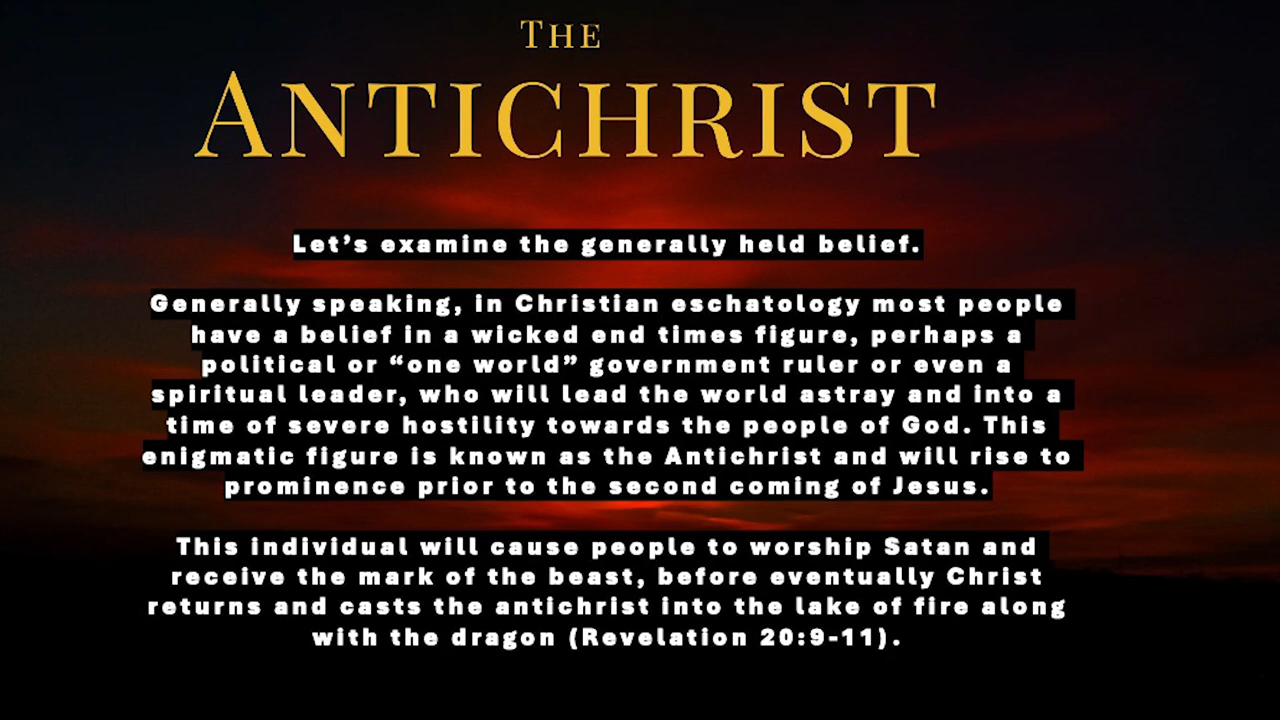 The
Antichrist
Let’s examine the generally held belief.
Generally speaking, in Christian eschatology most people
have a belief in a wicked end times figure, perhaps a
political or “one world” government ruler or even a
spiritual leader, who will lead the world astray and into a
time of severe hostility towards the people of God. This
enigmatic figure is known as the Antichrist and will rise to
prominence prior to the second coming of Jesus.
This individual will cause people to worship Satan and
receive the mark of the beast, before eventually Christ
returns and casts the antichrist into the lake of fire along
with the dragon (Revelation 20:9-11).